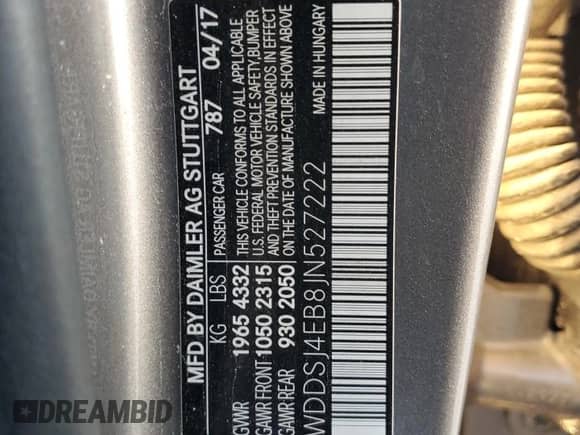 MFD BY DAIMLER AG STUTTGART
787 04/17
KG LBS PASSENGER CAR
GVWR 1965 4332
GAWR FRONT 1050 2315
GAWR REAR 930 2050
THIS VEHICLE CONFORMS TO ALL APPLICABLE
U.S. FEDERAL MOTOR VEHICLE SAFETY,BUMPER
AND THEFT PREVENTION STANDARDS IN EFFECT
ON THE DATE OF MANUFACTURE SHOWN ABOVE
MADE IN HUNGARY
WDDSJ4EB8JN527222
DREAMBID